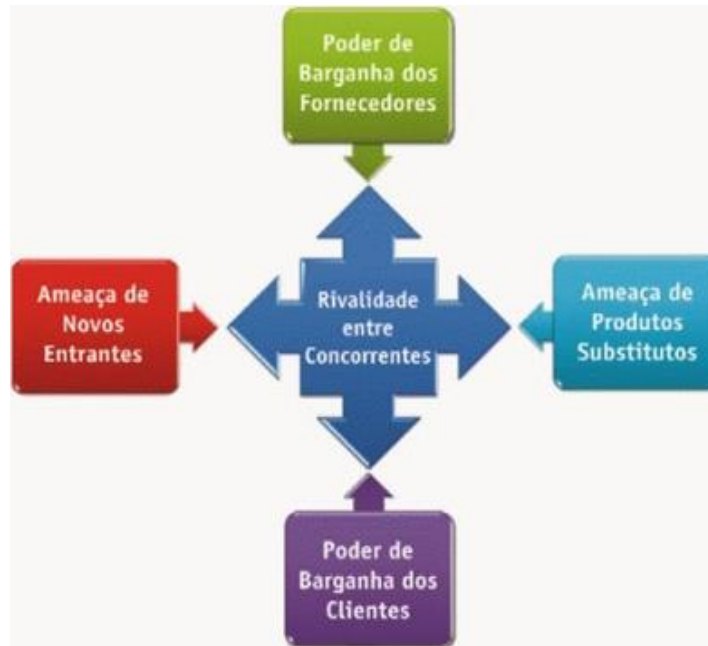 Poder de
Barganha dos
Fornecedores
Ameaça de
Novos
Entrantes
Rivalidade
entre
Concorrentes
Ameaça de
Produtos
Substitutos
Poder de
Barganha dos
Clientes